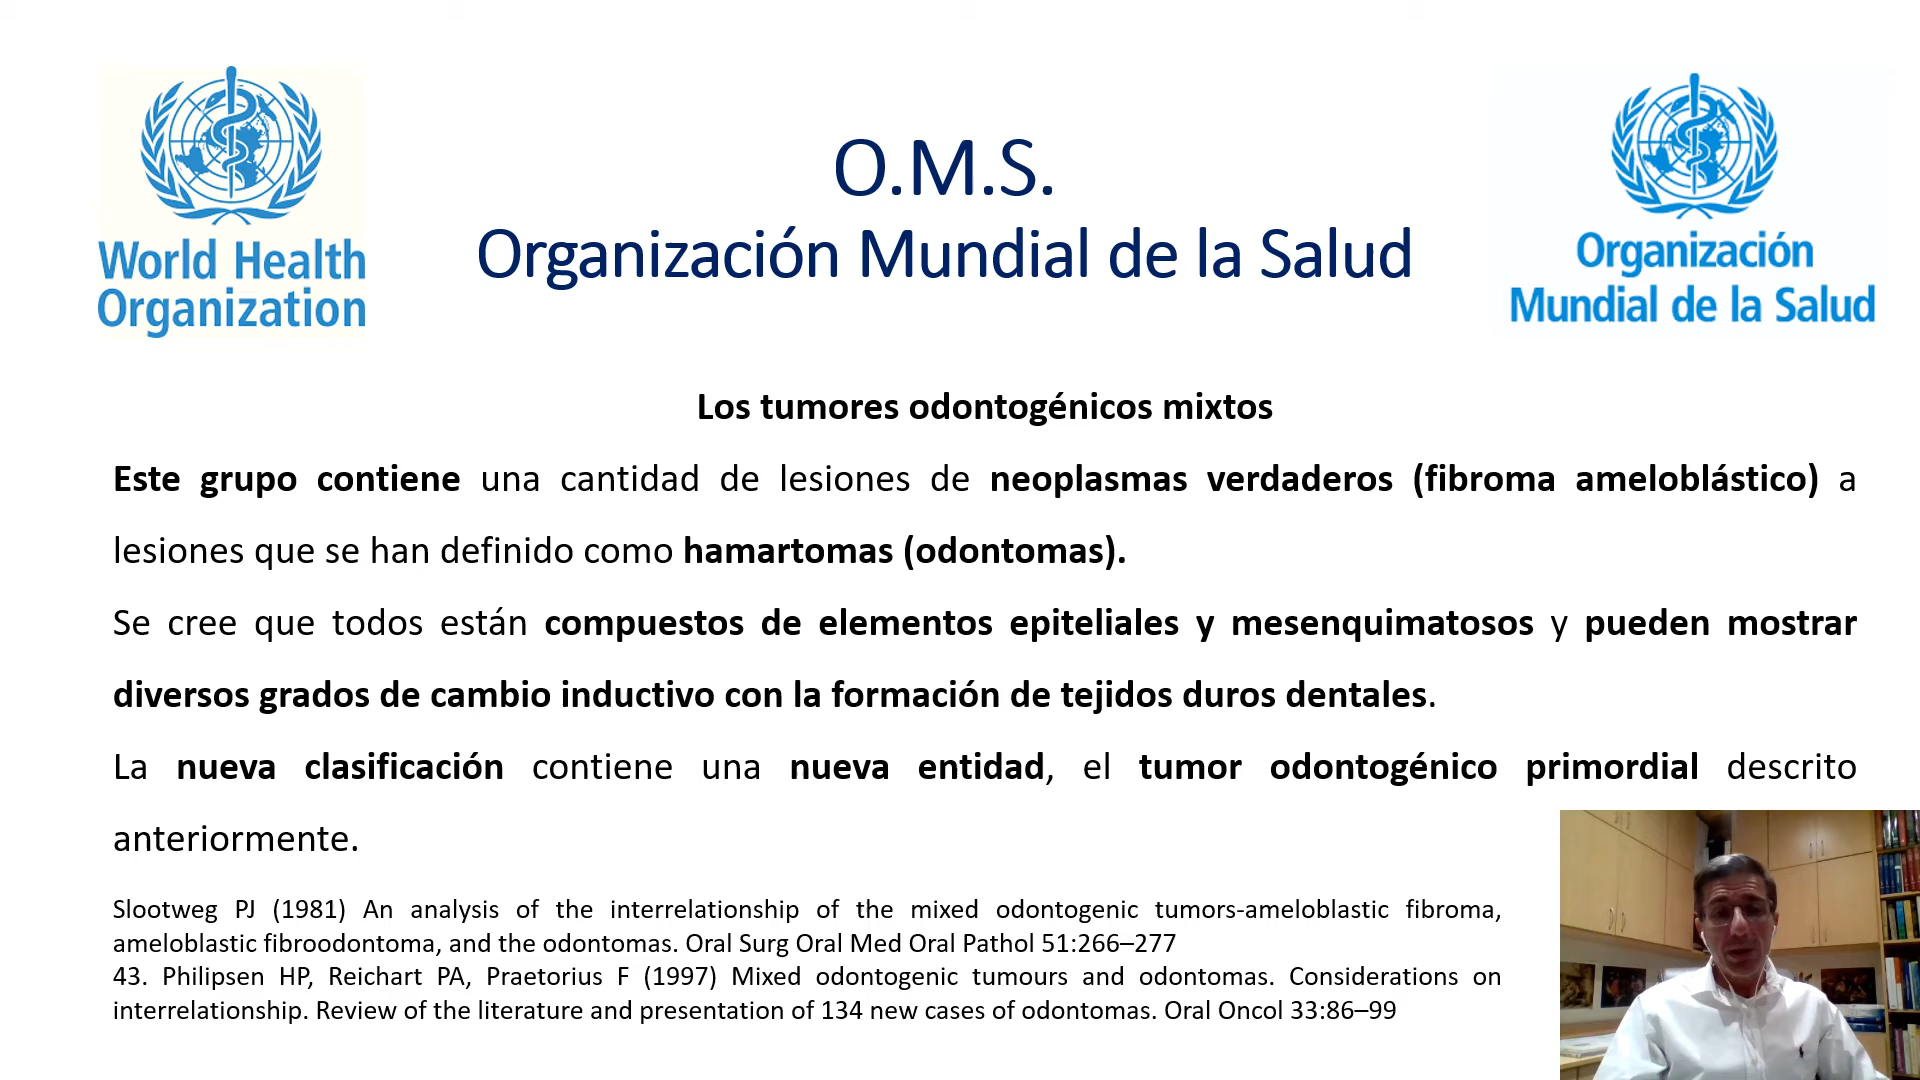 World Health
Organization
O.M.S.
Organización Mundial de la Salud
Organización
Mundial de la Salud
Los tumores odontogénicos mixtos
Este grupo contiene una cantidad de lesiones de neoplasmas verdaderos (fibroma ameloblástico) a
lesiones que se han definido como hamartomas (odontomas).
Se cree que todos están compuestos de elementos epiteliales y mesenquimatosos y pueden mostrar
diversos grados de cambio inductivo con la formación de tejidos duros dentales.
La nueva clasificación contiene una nueva entidad, el tumor odontogénico primordial descrito
anteriormente.
Slootweg PJ (1981) An analysis of the interrelationship of the mixed odontogenic tumors-ameloblastic fibroma,
ameloblastic fibroodontoma, and the odontomas. Oral Surg Oral Med Oral Pathol 51:266–277
43. Philipsen HP, Reichart PA, Praetorius F (1997) Mixed odontogenic tumours and odontomas. Considerations on
interrelationship. Review of the literature and presentation of 134 new cases of odontomas. Oral Oncol 33:86–99